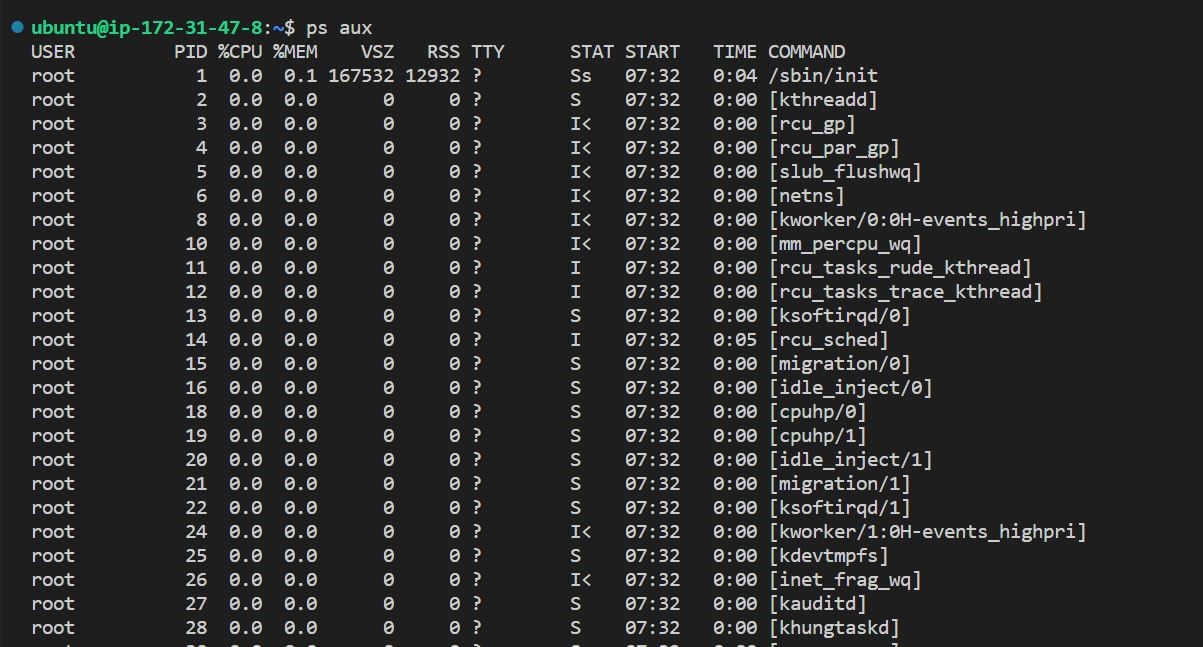 ubuntu@ip-172-31-47-8:~$ ps aux
USER         PID %CPU %MEM    VSZ   RSS TTY      STAT START   TIME COMMAND
root           1  0.0  0.1 167532 12932 ?        Ss   07:32   0:04 /sbin/init
root           2  0.0  0.0      0     0 ?        S    07:32   0:00 [kthreadd]
root           3  0.0  0.0      0     0 ?        I<   07:32   0:00 [rcu_gp]
root           4  0.0  0.0      0     0 ?        I<   07:32   0:00 [rcu_par_gp]
root           5  0.0  0.0      0     0 ?        I<   07:32   0:00 [slub_flushwq]
root           6  0.0  0.0      0     0 ?        I<   07:32   0:00 [netns]
root           8  0.0  0.0      0     0 ?        I<   07:32   0:00 [kworker/0:0H-events_highpri]
root          10  0.0  0.0      0     0 ?        I<   07:32   0:00 [mm_percpu_wq]
root          11  0.0  0.0      0     0 ?        I    07:32   0:00 [rcu_tasks_rude_kthread]
root          12  0.0  0.0      0     0 ?        I    07:32   0:00 [rcu_tasks_trace_kthread]
root          13  0.0  0.0      0     0 ?        S    07:32   0:00 [ksoftirqd/0]
root          14  0.0  0.0      0     0 ?        I    07:32   0:05 [rcu_sched]
root          15  0.0  0.0      0     0 ?        S    07:32   0:00 [migration/0]
root          16  0.0  0.0      0     0 ?        S    07:32   0:00 [idle_inject/0]
root          18  0.0  0.0      0     0 ?        S    07:32   0:00 [cpuhp/0]
root          19  0.0  0.0      0     0 ?        S    07:32   0:00 [cpuhp/1]
root          20  0.0  0.0      0     0 ?        S    07:32   0:00 [idle_inject/1]
root          21  0.0  0.0      0     0 ?        S    07:32   0:00 [migration/1]
root          22  0.0  0.0      0     0 ?        S    07:32   0:00 [ksoftirqd/1]
root          24  0.0  0.0      0     0 ?        I<   07:32   0:00 [kworker/1:0H-events_highpri]
root          25  0.0  0.0      0     0 ?        S    07:32   0:00 [kdevtmpfs]
root          26  0.0  0.0      0     0 ?        I<   07:32   0:00 [inet_frag_wq]
root          27  0.0  0.0      0     0 ?        S    07:32   0:00 [kauditd]
root          28  0.0  0.0      0     0 ?        S    07:32   0:00 [khungtaskd]